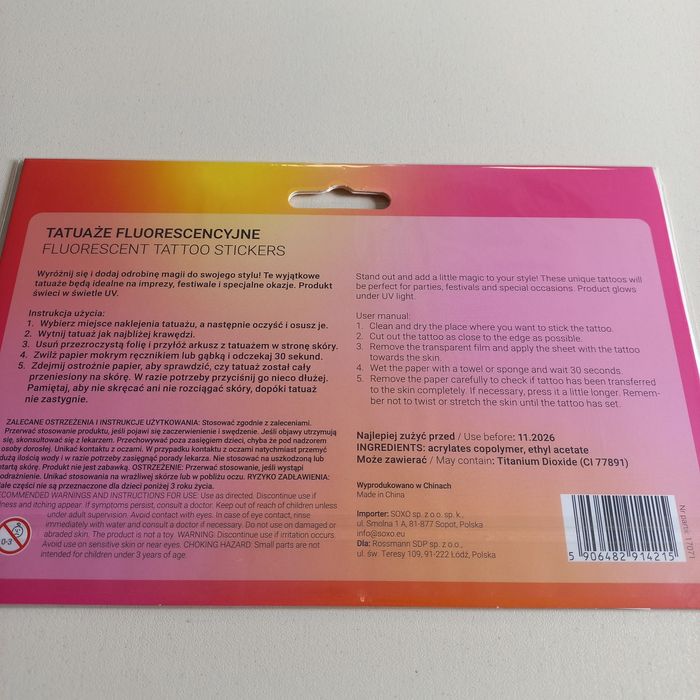 TATUAŻE FLUORESCENCYJNE
FLUORESCENT TATTOO STICKERS
Wyróżnij się i dodaj odrobinę magii do swojego stylu! Te wyjątkowe
tatuaże będą idealne na imprezy, festiwale i specjalne okazje. Produkt
świeci w świetle UV.
Instrukcja użycia:
1. Wybierz miejsce naklejenia tatuażu, a następnie oczyść i osusz je.
2. Wytnij tatuaż jak najbliżej krawędzi.
3. Usuń przezroczystą folię i przyłóż arkusz z tatuażem w stronę skóry.
4. Zwilż papier mokrym ręcznikiem lub gąbką i odczekaj 30 sekund.
5. Zdejmij ostrożnie papier, aby sprawdzić, czy tatuaż został cały
przeniesiony na skórę. W razie potrzeby przyciśnij go nieco dłużej.
Pamiętaj, aby nie skręcać ani nie rozciągać skóry, dopóki tatuaż
nie zastygnie.
ZALECANE OSTRZEŻENIA I INSTRUKCJE UŻYTKOWANIA: Stosować zgodnie z zaleceniami.
Przerwać stosowanie produktu, jeśli pojawi się zaczerwienienie i swędzenie. Jeśli objawy utrzymują
się, skonsultować się z lekarzem. Przechowywać poza zasięgiem dzieci, chyba że pod nadzorem
osoby dorosłej. Unikać kontaktu z oczami. W przypadku kontaktu z oczami natychmiast przemyć
dużą ilością wody i w razie potrzeby zasięgnąć porady lekarza. Nie stosować na uszkodzoną lub
otartą skórę. Produkt nie jest zabawką. OSTRZEŻENIE: Przerwać stosowanie, jeśli wystąpi
podrażnienie. Unikać stosowania na wrażliwej skórze lub w pobliżu oczu. RYZYKO ZADŁAWIENIA:
Małe części nie są przeznaczone dla dzieci poniżej 3 roku życia.
RECOMMENDED WARNINGS AND INSTRUCTIONS FOR USE: Use as directed. Discontinue use if
redness and itching appear. If symptoms persist, consult a doctor. Keep out of reach of children unless
under adult supervision. Avoid contact with eyes. In case of eye contact, rinse
immediately with water and consult a doctor if necessary. Do not use on damaged or
abraded skin. The product is not a toy. WARNING: Discontinue use if irritation occurs.
Avoid use on sensitive skin or near eyes. CHOKING HAZARD: Small parts are not
intended for children under 3 years of age.
0-3
Stand out and add a little magic to your style! These unique tattoos will
be perfect for parties, festivals and special occasions. Product glows
under UV light.
User manual:
1. Clean and dry the place where you want to stick the tattoo.
2. Cut out the tattoo as close to the edge as possible.
3. Remove the transparent film and apply the sheet with the tattoo
towards the skin.
4. Wet the paper with a towel or sponge and wait 30 seconds.
5. Remove the paper carefully to check if tattoo has been transferred
to the skin completely. If necessary, press it a little longer. Remem-
ber not to twist or stretch the skin until the tattoo has set.
Najlepiej zużyć przed / Use before: 11.2026
INGREDIENTS: acrylates copolymer, ethyl acetate
Może zawierać / May contain: Titanium Dioxide (CI 77891)
Wyprodukowano w Chinach
Made in China
Importer: SOXO sp. z o.o. sp. k.,
ul. Smolna 1 A, 81-877 Sopot, Polska
info@soxo.eu
Dla: Rossmann SDP sp. z o.o.,
ul. św. Teresy 109, 91-222 Łódź, Polska
5 906482 914215
Nr partii: 17071